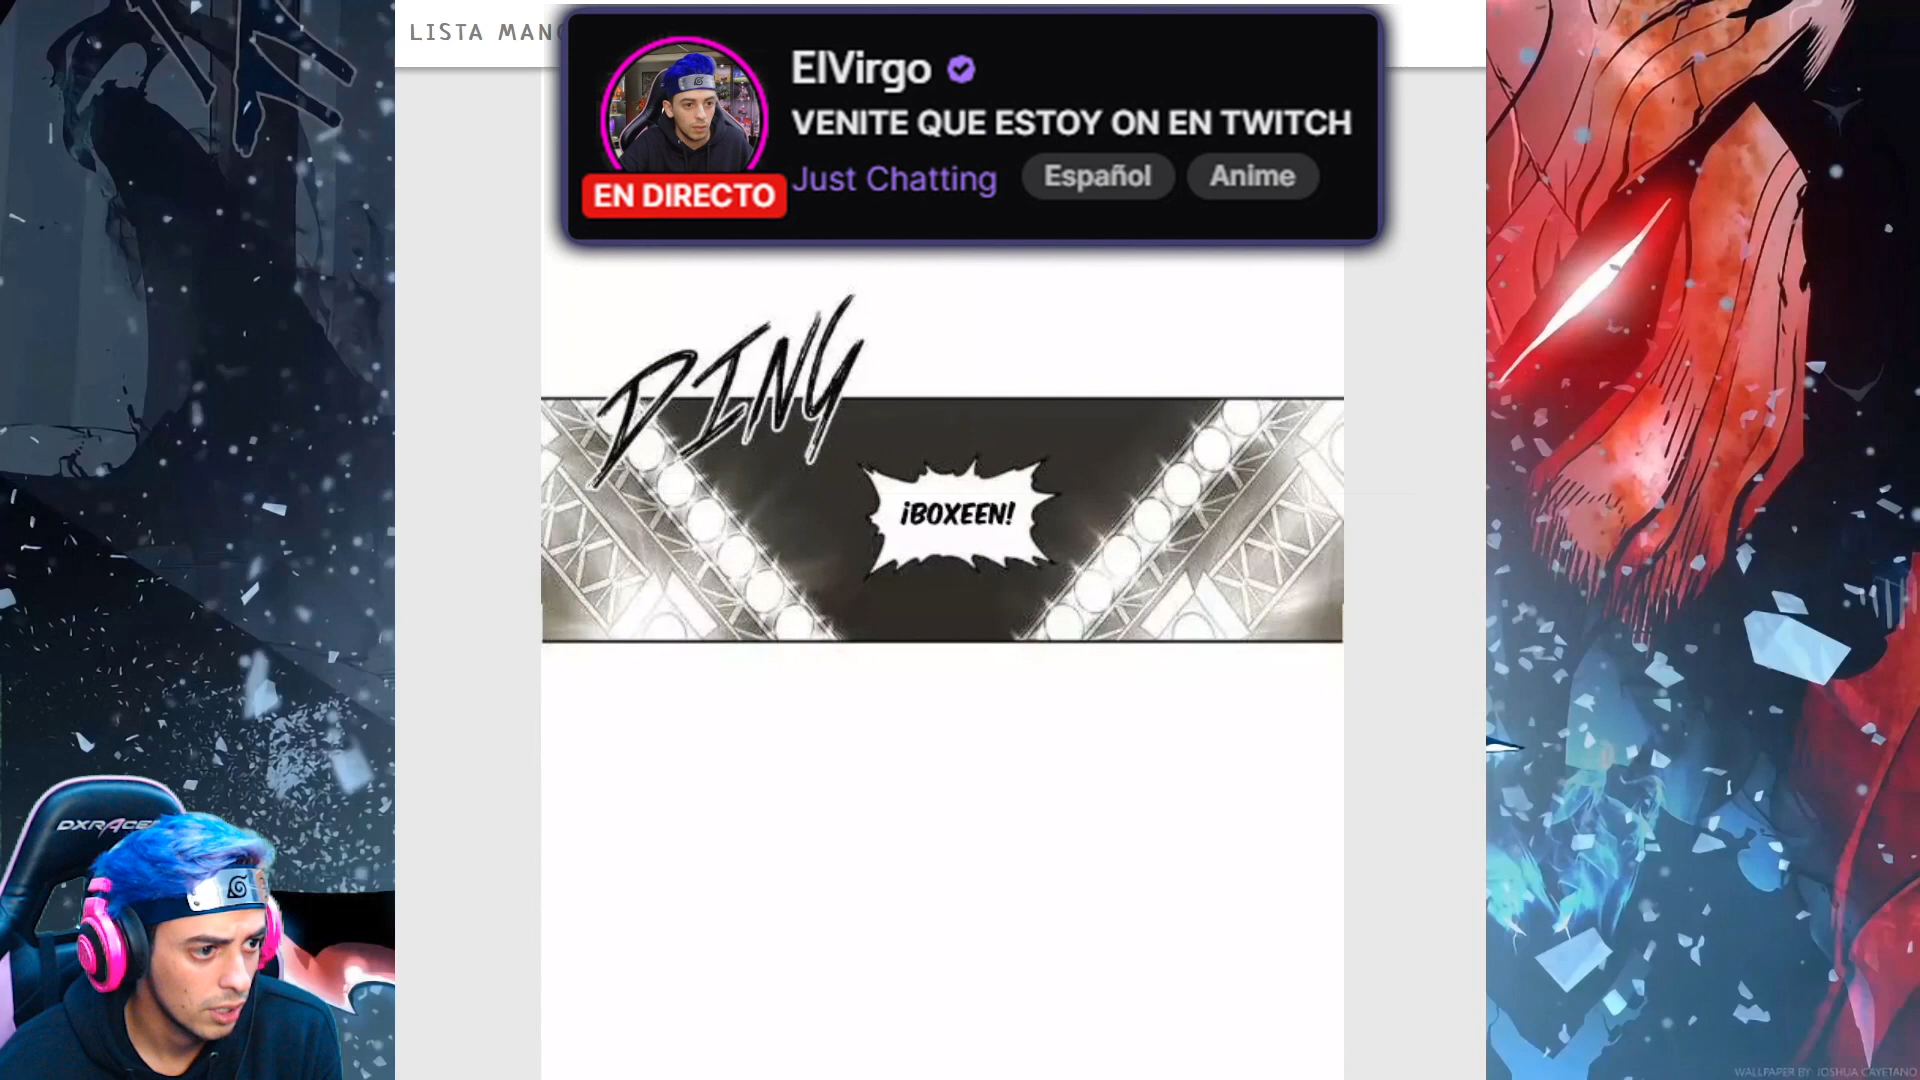 LISTA MAN
ElVirgo
VENITE QUE ESTOY ON EN TWITCH
Just Chatting
Español
Anime
EN DIRECTO
DING
¡BOXEEN!
DXRACE
WALLPAPER BY: JOSHUA CAYETANO